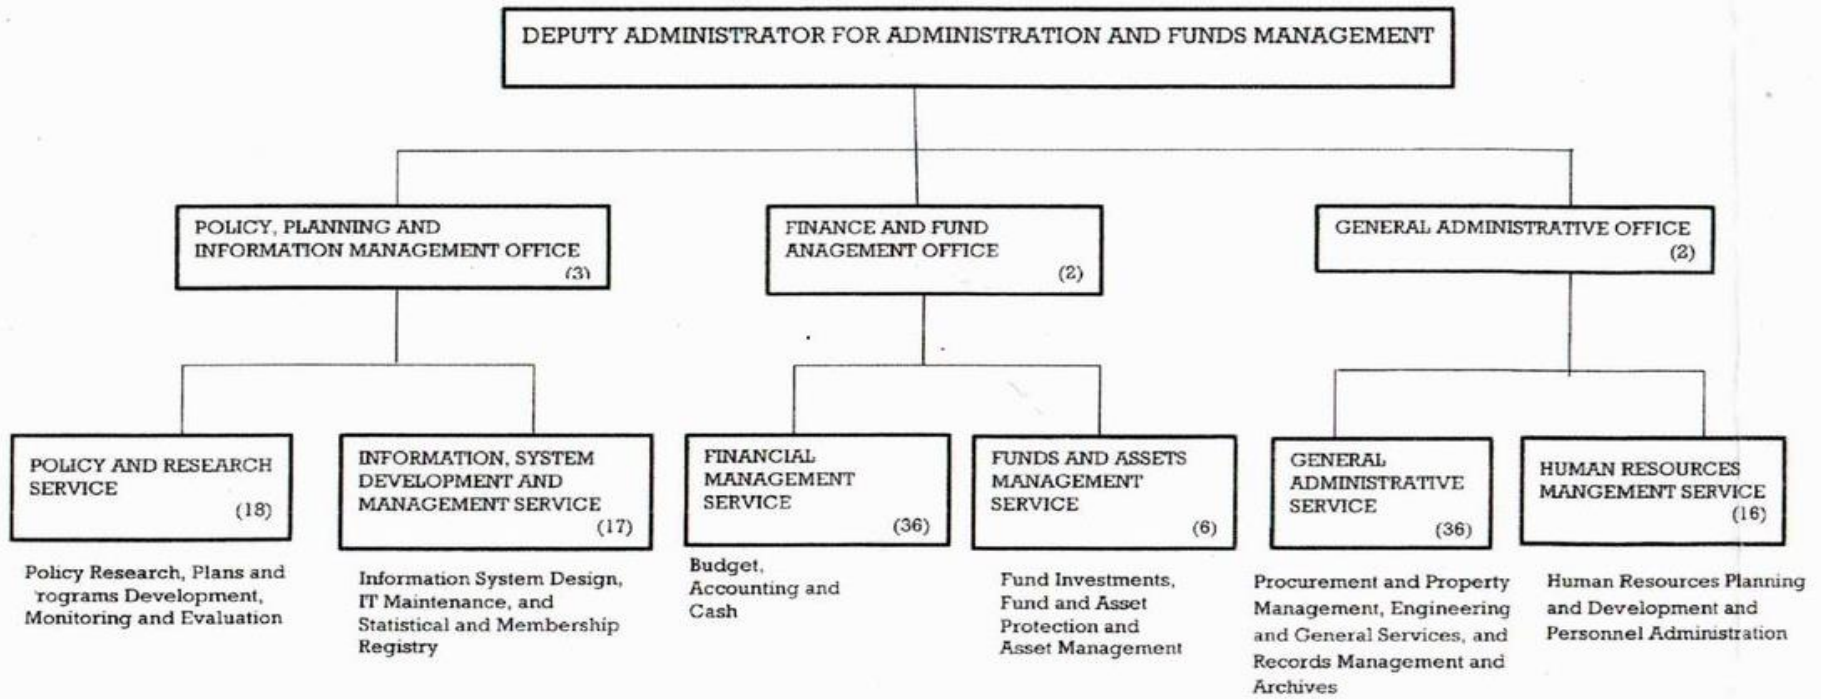 DEPUTY ADMINISTRATOR FOR ADMINISTRATION AND FUNDS MANAGEMENT
POLICY, PLANNING AND
INFORMATION MANAGEMENT OFFICE
(3)
FINANCE AND FUND
ANAGEMENT OFFICE
(2)
GENERAL ADMINISTRATIVE OFFICE
(2)
POLICY AND RESEARCH
SERVICE
(18)
INFORMATION, SYSTEM
DEVELOPMENT AND
MANAGEMENT SERVICE
(17)
FINANCIAL
MANAGEMENT
SERVICE
(36)
FUNDS AND ASSETS
MANAGEMENT
SERVICE
(6)
GENERAL
ADMINISTRATIVE
SERVICE
(36)
HUMAN RESOURCES
MANGEMENT SERVICE
(16)
Policy Research, Plans and
rograms Development,
Monitoring and Evaluation
Information System Design,
IT Maintenance, and
Statistical and Membership
Registry
Budget,
Accounting and
Cash
Fund Investments,
Fund and Asset
Protection and
Asset Management
Procurement and Property
Management, Engineering
and General Services, and
Records Management and
Archives
Human Resources Planning
and Development and
Personnel Administration